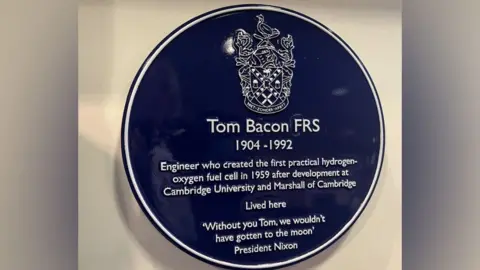 Tom Bacon FRS
1904 -1992
Engineer who created the first practical hydrogen-
oxygen fuel cell in 1959 after development at
Cambridge University and Marshall of Cambridge
Lived here
'Without you Tom, we wouldn't
have gotten to the moon'
President Nixon